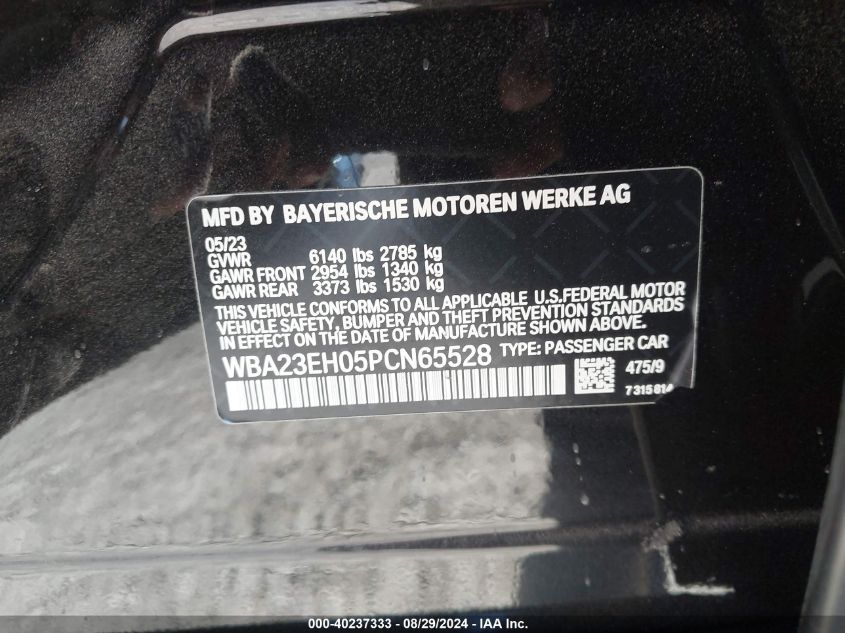 MFD BY BAYERISCHE MOTOREN WERKE AG
05/23
GVWR 6140 lbs 2785 kg
GAWR FRONT 2954 lbs 1340 kg
GAWR REAR 3373 lbs 1530 kg
THIS VEHICLE CONFORMS TO ALL APPLICABLE U.S.FEDERAL MOTOR
VEHICLE SAFETY, BUMPER AND THEFT PREVENTION STANDARDS
IN EFFECT ON THE DATE OF MANUFACTURE SHOWN ABOVE.
WBA23EH05PCN65528 TYPE: PASSENGER CAR
475/9
7315814
000-40237333 - 08/29/2024 - IAA Inc.